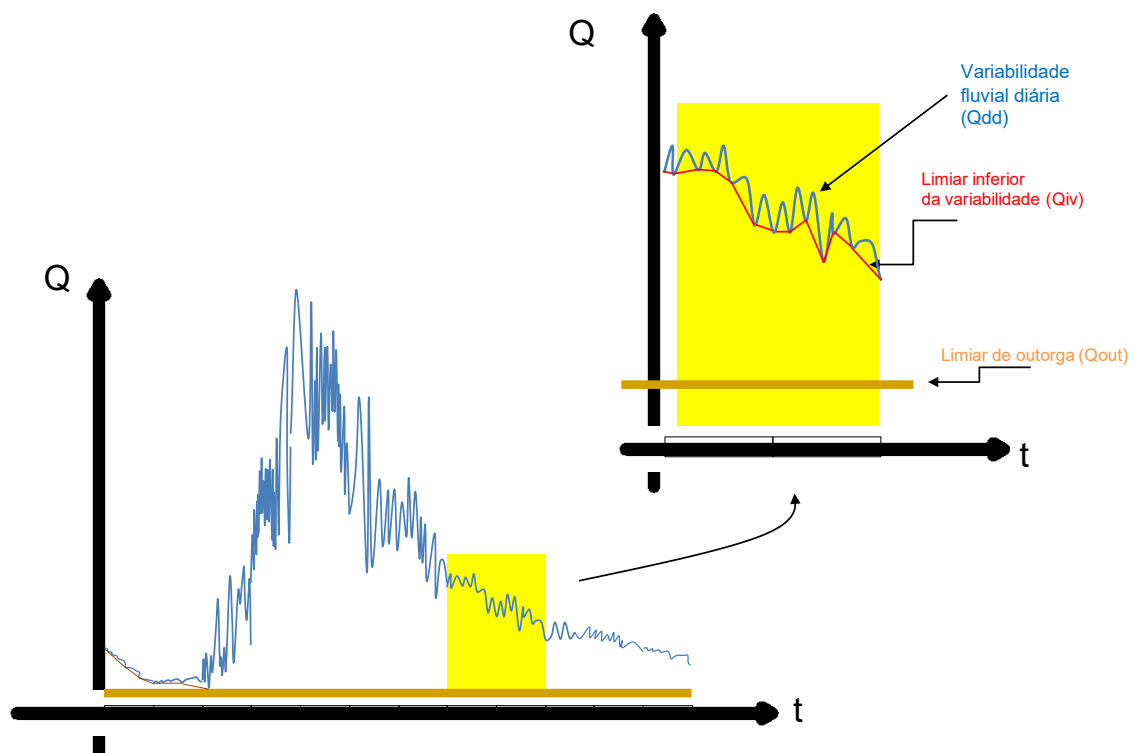 Q
Variabilidade
fluvial diária
(Qdd)
Limiar inferior
da variabilidade (Qiv)
Limiar de outorga (Qout)
t
Q
t